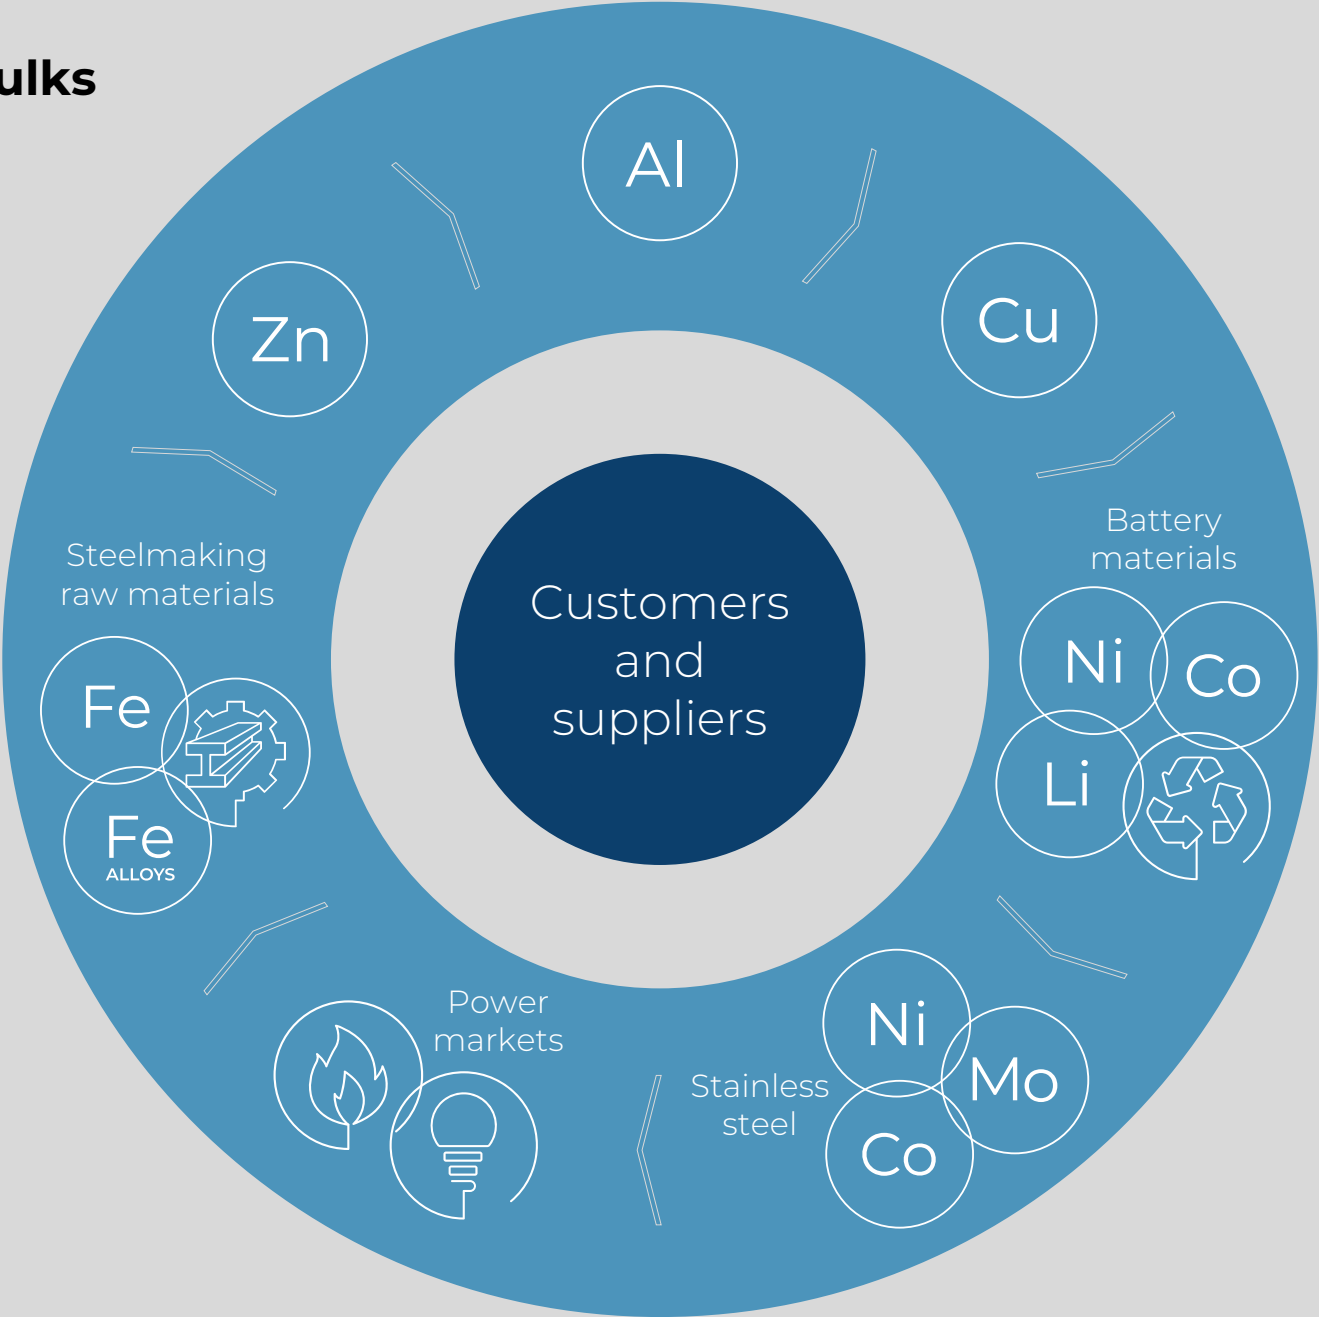 ulks
Al
Zn
Cu
Battery
materials
Ni
Co
Li
Steelmaking
raw materials
Fe
Fe
ALLOYS
Customers
and
suppliers
Power
markets
Stainless
steel
Ni
Mo
Co